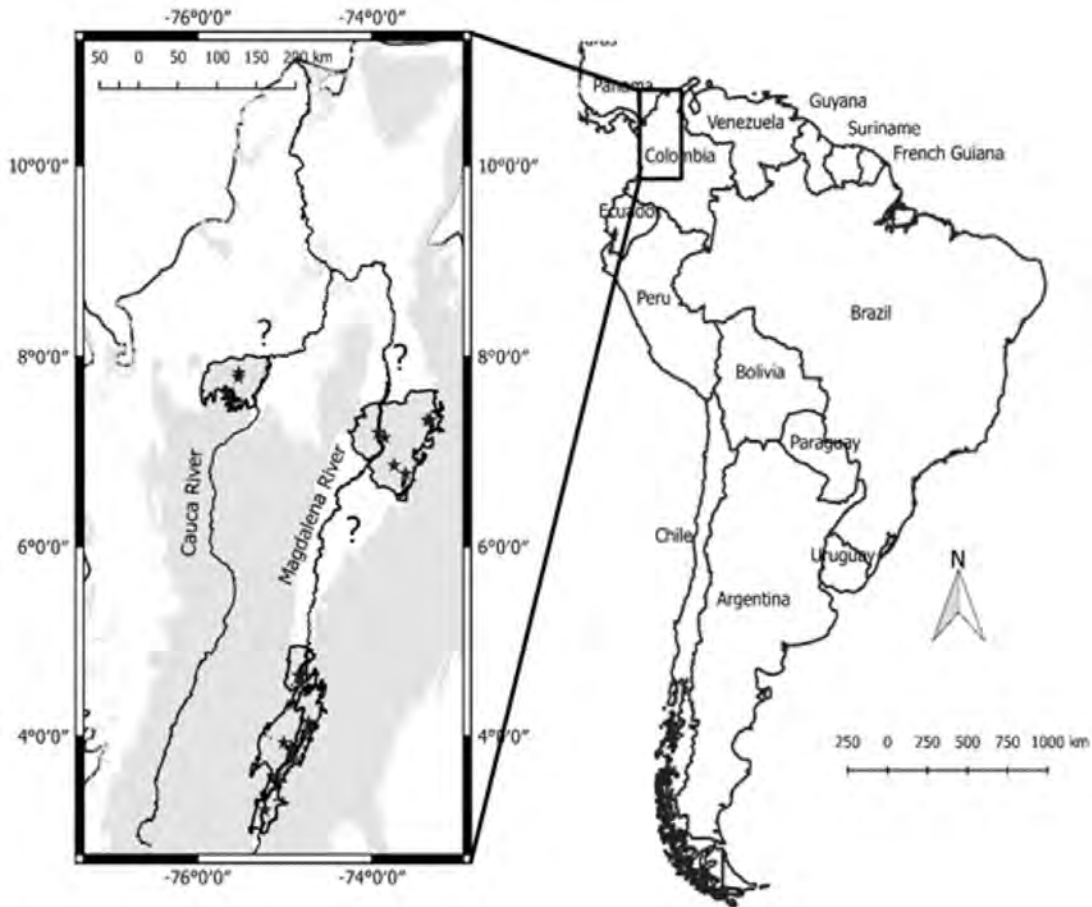 -76°0'0"
-74°0'0"
50 0 50 100 150 200 km
10°0'0"
10°0'0"
8°0'0"
8°0'0"
6°0'0"
6°0'0"
4°0'0"
4°0'0"
?
?
?
Cauca River
Magdalena River
-76°0'0"
-74°0'0"
Panama
Guyana
Venezuela
Suriname
Colombia
French Guiana
Ecuador
Peru
Brazil
Bolivia
Paraguay
Chile
Uruguay
N
Argentina
250 0 250 500 750 1000 km